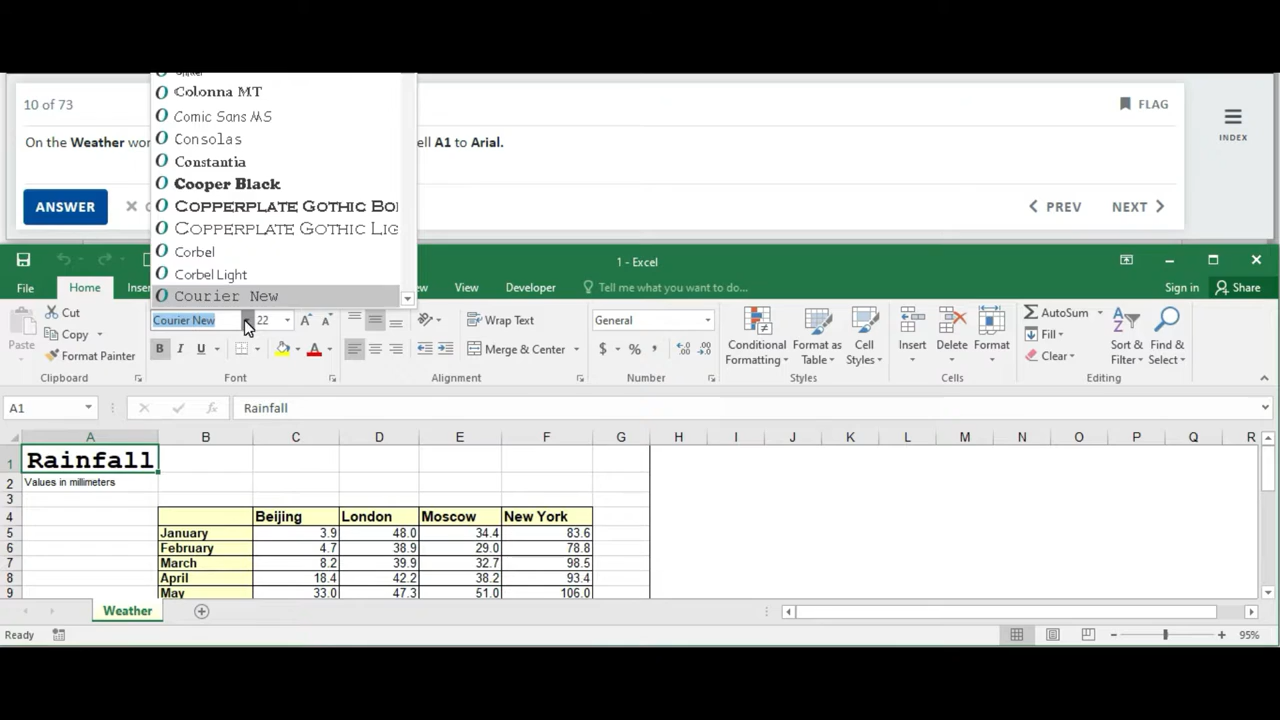 10 of 73
FLAG
INDEX
On the Weather wor
ell A1 to Arial.
ANSWER
PREV
NEXT
Colonna MT
Comic Sans MS
Consolas
Constantia
Cooper Black
Copperplate Gothic Bo
Copperplate Gothic Lig
Corbel
Corbel Light
Courier New
1 - Excel
File
Home
Inser
ew
View
Developer
Tell me what you want to do...
Sign in
Share
Paste
Cut
Copy
Format Painter
Clipboard
Courier New
22
B I U
Font
Wrap Text
Merge & Center
Alignment
General
$ % ,
Number
Conditional Formatting
Format as Table
Cell Styles
Styles
Insert
Delete
Format
Cells
AutoSum
Fill
Clear
Sort & Filter
Find & Select
Editing
A1
fx
Rainfall
A B C D E F G H I J K L M N O P Q R
1 Rainfall
2 Values in millimeters
3
4 Beijing London Moscow New York
5 January 3.9 48.0 34.4 83.6
6 February 4.7 38.9 29.0 78.8
7 March 8.2 39.9 32.7 98.5
8 April 18.4 42.2 38.2 93.4
9 May 33.0 47.3 51.0 106.0
Weather
Ready
95%